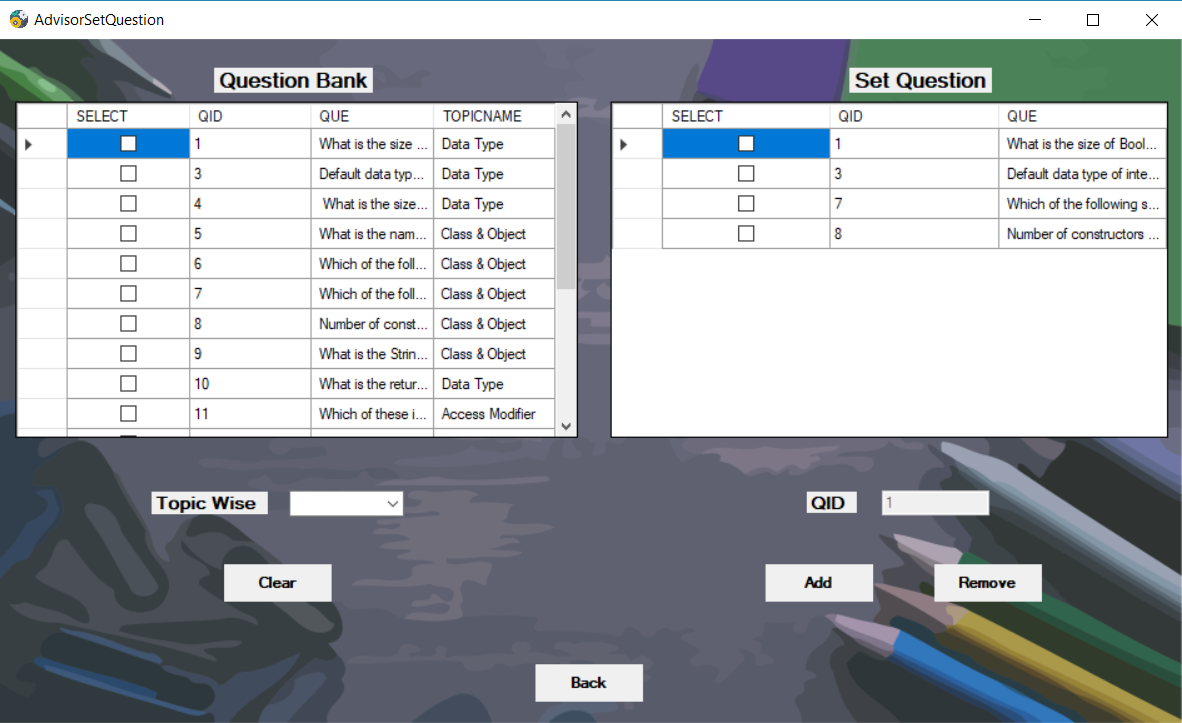 AdvisorSetQuestion
Question Bank
SELECT QID QUE TOPICNAME
1 What is the size ... Data Type
3 Default data typ... Data Type
4 What is the size... Data Type
5 What is the nam... Class & Object
6 Which of the foll... Class & Object
7 Which of the foll... Class & Object
8 Number of const... Class & Object
9 What is the Strin... Class & Object
10 What is the retur... Data Type
11 Which of these i... Access Modifier
Set Question
SELECT QID QUE
1 What is the size of Bool...
3 Default data type of inte...
7 Which of the following s...
8 Number of constructors ...
Topic Wise
QID 1
Clear
Add Remove
Back